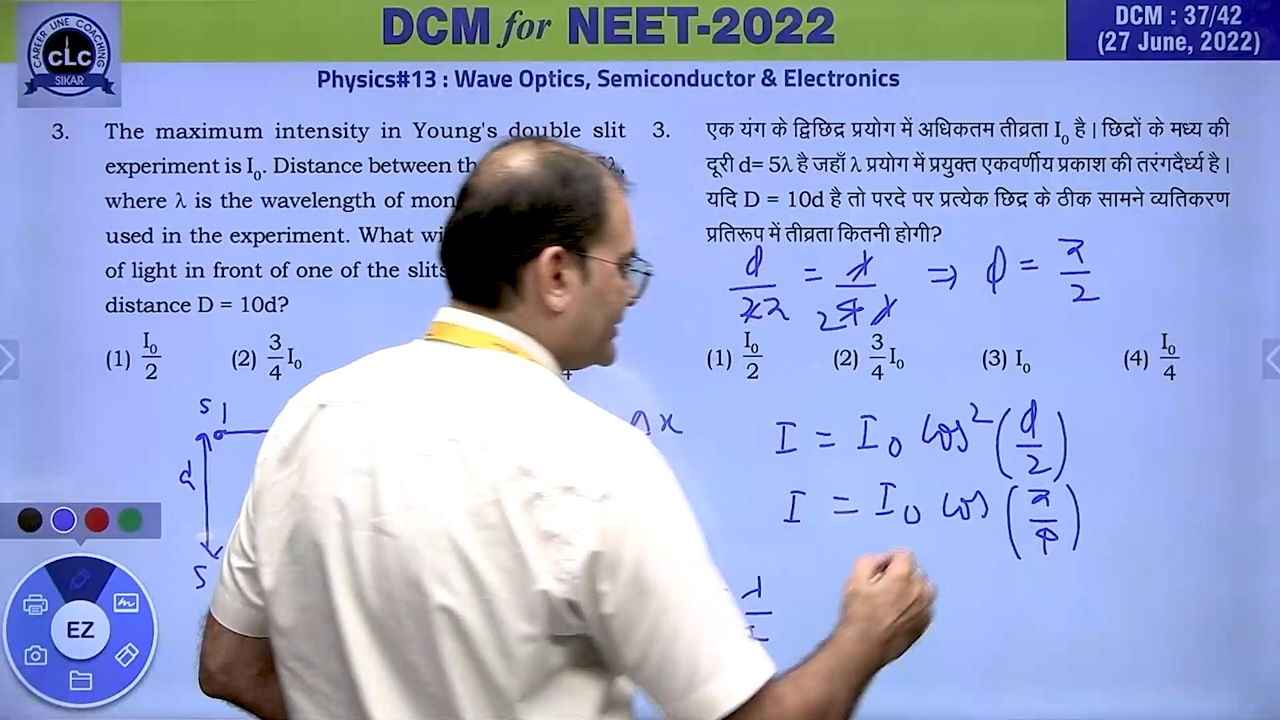 DCM for NEET-2022
DCM : 37/42
(27 June, 2022)
CAREER LINE COACHING
CLC
SIKAR
Physics#13 : Wave Optics, Semiconductor & Electronics
3. The maximum intensity in Young's double slit
experiment is I₀. Distance between
where λ is the wavelength of
used in the experiment. What
of light in front of one of the slits
distance D = 10d?
(1) I₀/2 (2) 3/4 I₀
3. एक यंग के द्विछिद्र प्रयोग में अधिकतम तीव्रता I₀ है। छिद्रों के मध्य की
दूरी d= 5λ है जहाँ λ प्रयोग में प्रयुक्त एकवर्णीय प्रकाश की तरंगदैर्ध्य है।
यदि D = 10d है तो परदे पर प्रत्येक छिद्र के ठीक सामने व्यतिकरण
प्रतिरूप में तीव्रता कितनी होगी?
⇒ ϕ = π/2
(1) I₀/2 (2) 3/4 I₀ (3) I₀ (4) I₀/4
S₁
d
S
Δx
I = I₀ cos²(ϕ/2)
I = I₀ cos(π/4)
EZ